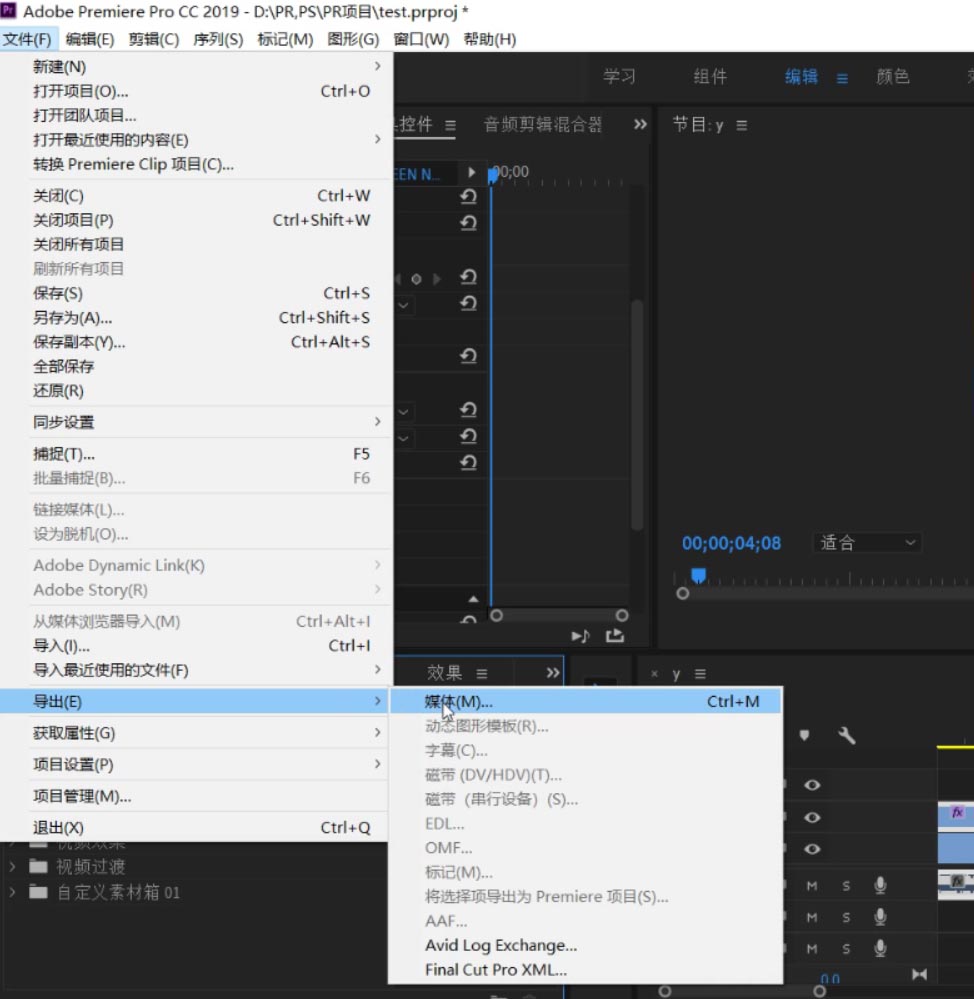 Adobe Premiere Pro CC 2019 - D:\PR,PS\PR项目\test.prproj *
文件(F) 编辑(E) 剪辑(C) 序列(S) 标记(M) 图形(G) 窗口(W) 帮助(H)
学习 组件 编辑 颜色
新建(N)
打开项目(O)... Ctrl+O
打开团队项目...
打开最近使用的内容(E)
转换 Premiere Clip 项目(C)...
关闭(C) Ctrl+W
关闭项目(P) Ctrl+Shift+W
关闭所有项目
刷新所有项目
保存(S) Ctrl+S
另存为(A)... Ctrl+Shift+S
保存副本(Y)... Ctrl+Alt+S
全部保存
还原(R)
同步设置
捕捉(T)... F5
批量捕捉(B)... F6
链接媒体(L)...
设为脱机(O)...
Adobe Dynamic Link(K)
Adobe Story(R)
从媒体浏览器导入(M) Ctrl+Alt+I
导入(I)... Ctrl+I
导入最近使用的文件(F)
导出(E)
获取属性(G)
项目设置(P)
项目管理(M)...
退出(X) Ctrl+Q
控件 音频剪辑混合器
EEN N...
00;00
节目: y
00;00;04;08 适合
效果
y
媒体(M)... Ctrl+M
动态图形模板(R)...
字幕(C)...
磁带 (DV/HDV)(T)...
磁带（串行设备）(S)...
EDL...
OMF...
标记(M)...
将选择项导出为 Premiere 项目(S)...
AAF...
Avid Log Exchange...
Final Cut Pro XML...
视频效果
视频过渡
自定义素材箱 01
fx
fx
M S
M S
M S
0.0